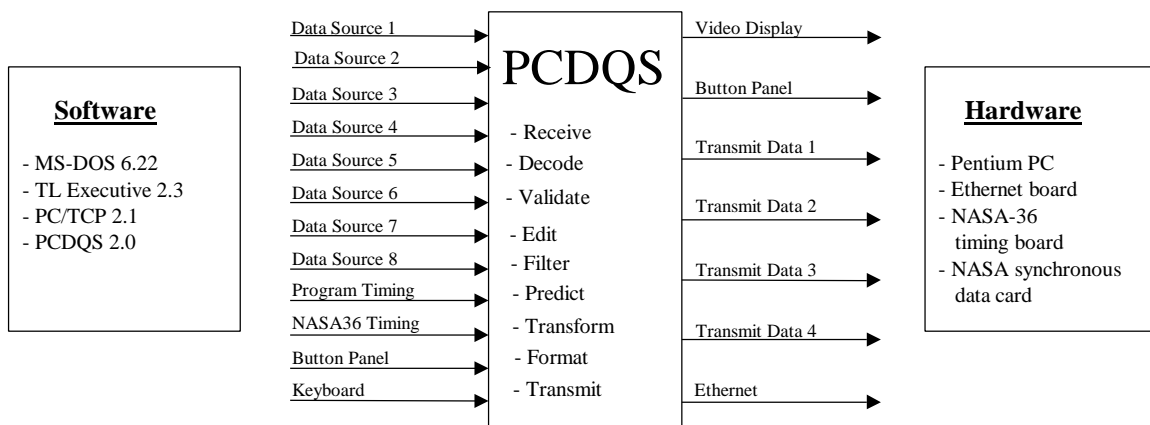 Software
- MS-DOS 6.22
- TL Executive 2.3
- PC/TCP 2.1
- PCDQS 2.0
Data Source 1
Data Source 2
Data Source 3
Data Source 4
Data Source 5
Data Source 6
Data Source 7
Data Source 8
Program Timing
NASA36 Timing
Button Panel
Keyboard
PCDQS
- Receive
- Decode
- Validate
- Edit
- Filter
- Predict
- Transform
- Format
- Transmit
Video Display
Button Panel
Transmit Data 1
Transmit Data 2
Transmit Data 3
Transmit Data 4
Ethernet
Hardware
- Pentium PC
- Ethernet board
- NASA-36
timing board
- NASA synchronous
data card